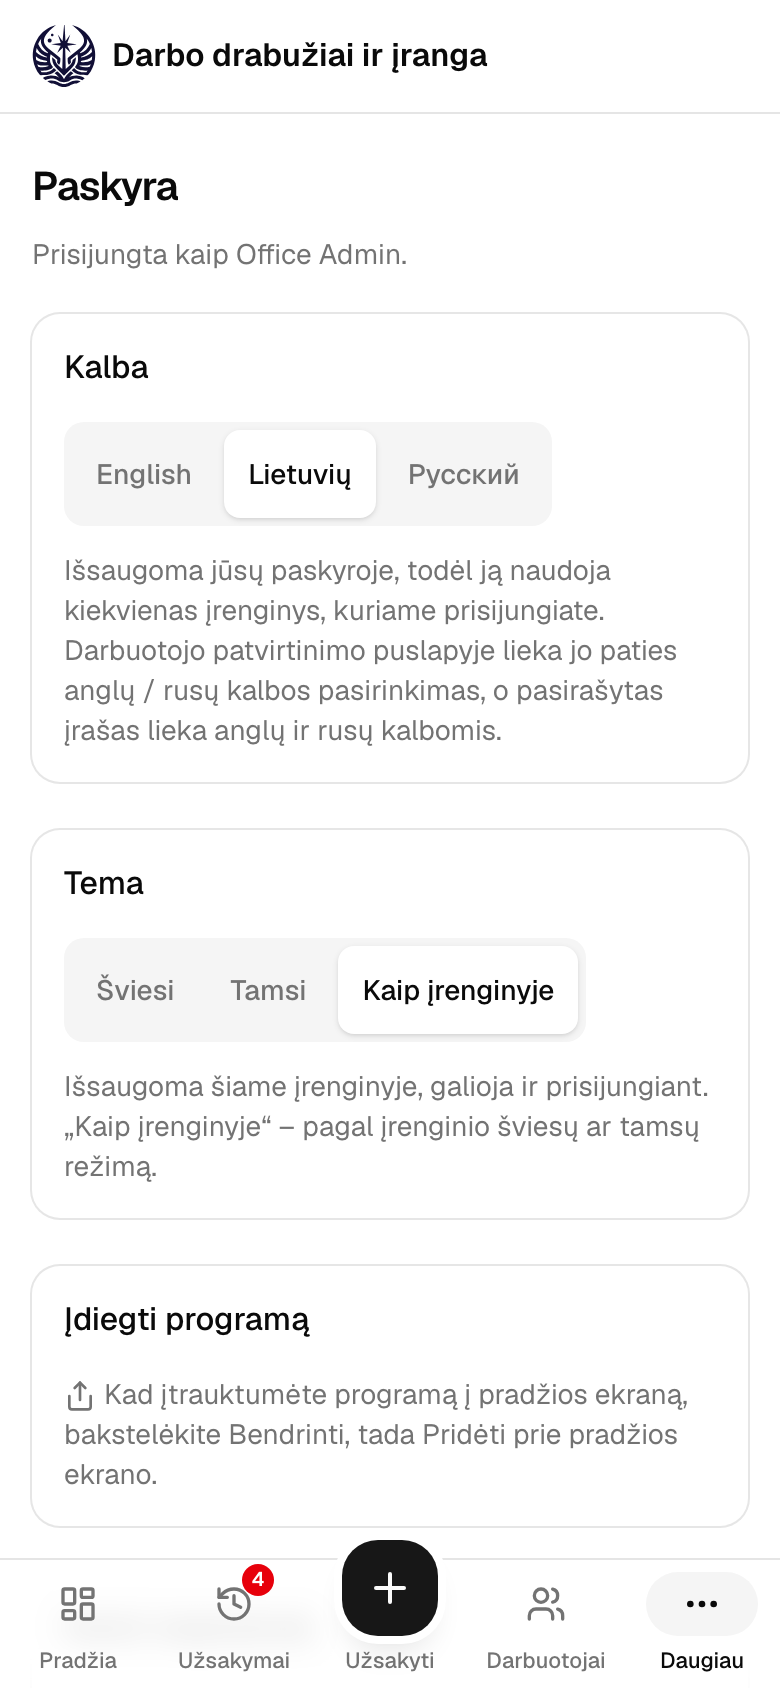 Darbo drabužiai ir įranga
Paskyra
Prisijungta kaip Office Admin.
Kalba
English Lietuvių Русский
Išsaugoma jūsų paskyroje, todėl ją naudoja
kiekvienas įrenginys, kuriame prisijungiate.
Darbuotojo patvirtinimo puslapyje lieka jo paties
anglų / rusų kalbos pasirinkimas, o pasirašytas
įrašas lieka anglų ir rusų kalbomis.
Tema
Šviesi Tamsi Kaip įrenginyje
Išsaugoma šiame įrenginyje, galioja ir prisijungiant.
„Kaip įrenginyje“ – pagal įrenginio šviesų ar tamsų
režimą.
Įdiegti programą
Kad įtrauktumėte programą į pradžios ekraną,
bakstelėkite Bendrinti, tada Pridėti prie pradžios
ekrano.
4
Pradžia Užsakymai Užsakyti Darbuotojai Daugiau